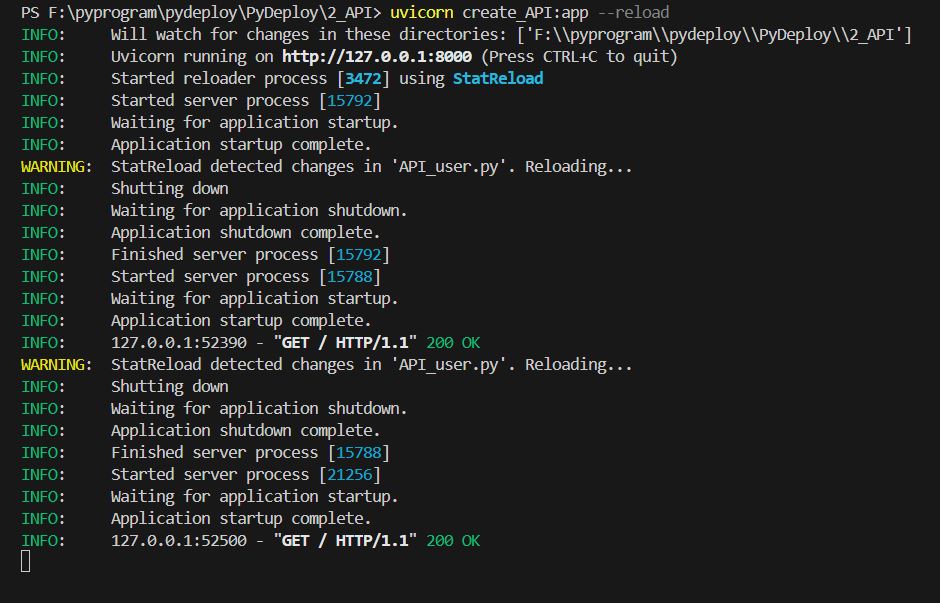 PS F:\pyprogram\pydeploy\PyDeploy\2_API> uvicorn create_API:app --reload
INFO:     Will watch for changes in these directories: ['F:\\pyprogram\\pydeploy\\PyDeploy\\2_API']
INFO:     Uvicorn running on http://127.0.0.1:8000 (Press CTRL+C to quit)
INFO:     Started reloader process [3472] using StatReload
INFO:     Started server process [15792]
INFO:     Waiting for application startup.
INFO:     Application startup complete.
WARNING:  StatReload detected changes in 'API_user.py'. Reloading...
INFO:     Shutting down
INFO:     Waiting for application shutdown.
INFO:     Application shutdown complete.
INFO:     Finished server process [15792]
INFO:     Started server process [15788]
INFO:     Waiting for application startup.
INFO:     Application startup complete.
INFO:     127.0.0.1:52390 - "GET / HTTP/1.1" 200 OK
WARNING:  StatReload detected changes in 'API_user.py'. Reloading...
INFO:     Shutting down
INFO:     Waiting for application shutdown.
INFO:     Application shutdown complete.
INFO:     Finished server process [15788]
INFO:     Started server process [21256]
INFO:     Waiting for application startup.
INFO:     Application startup complete.
INFO:     127.0.0.1:52500 - "GET / HTTP/1.1" 200 OK